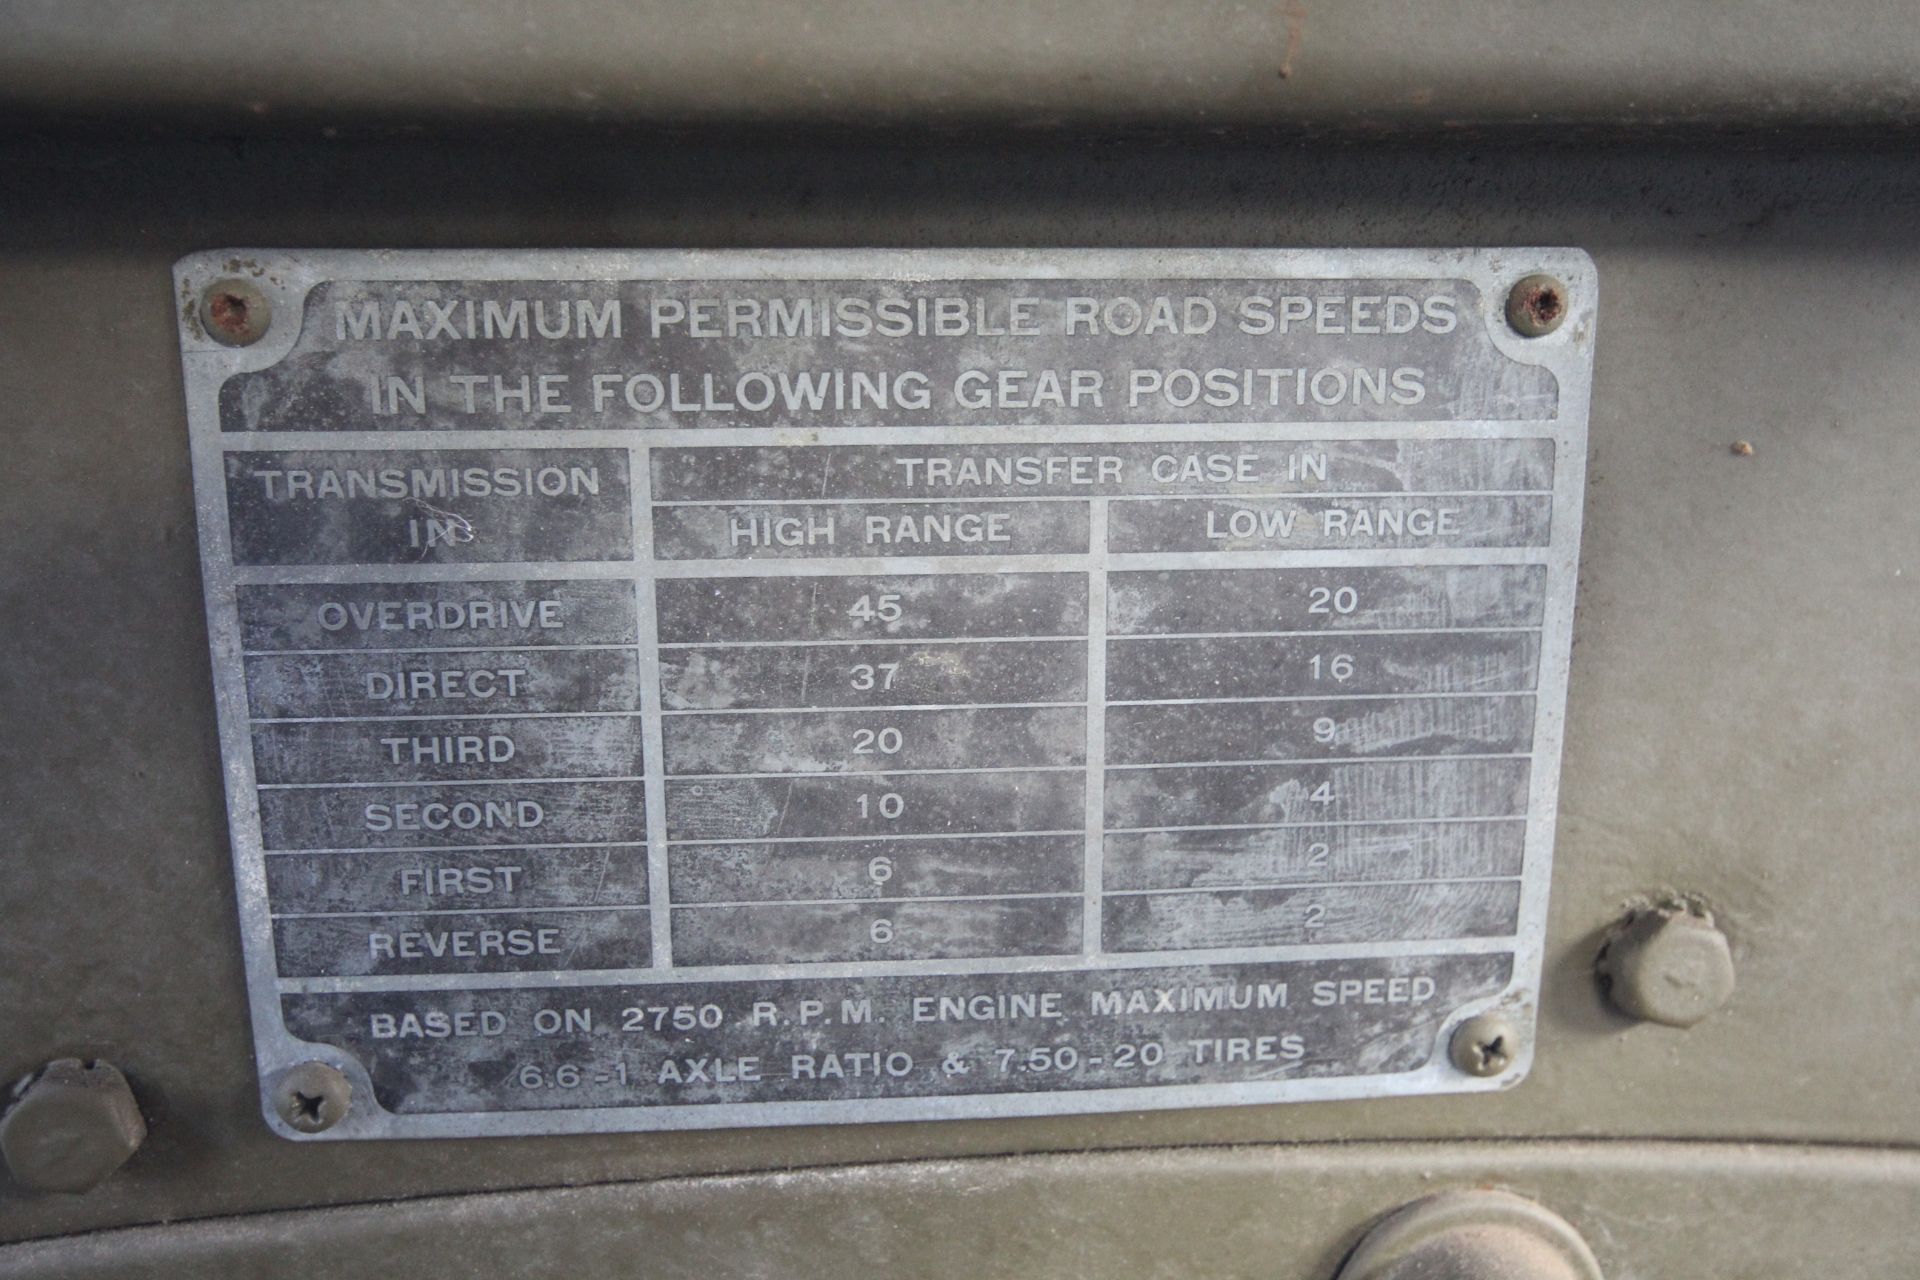 MAXIMUM PERMISSIBLE ROAD SPEEDS
IN THE FOLLOWING GEAR POSITIONS
TRANSMISSION IN
TRANSFER CASE IN
HIGH RANGE LOW RANGE
OVERDRIVE 45 20
DIRECT 37 16
THIRD 20 9
SECOND 10 4
FIRST 6 2
REVERSE 6 2
BASED ON 2750 R.P.M. ENGINE MAXIMUM SPEED
6.6-1 AXLE RATIO & 7.50-20 TIRES